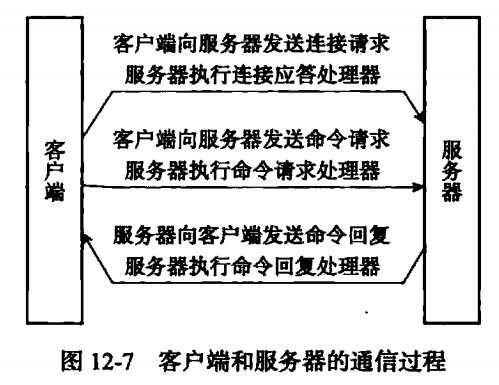 客户端向服务器发送连接请求
服务器执行连接应答处理器
客户端向服务器发送命令请求
服务器执行命令请求处理器
客户端
服务器
服务器向客户端发送命令回复
服务器执行命令回复处理器
图 12-7 客户端和服务器的通信过程